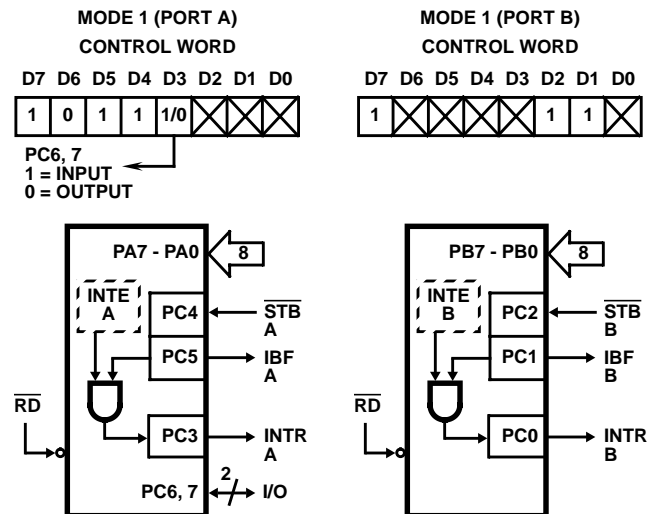 MODE 1 (PORT A)
CONTROL WORD
D7 D6 D5 D4 D3 D2 D1 D0
1 0 1 1 1/0
PC6, 7
1 = INPUT
0 = OUTPUT
PA7 - PA0
8
INTE
A
PC4
STB
A
PC5
IBF
A
RD
PC3
INTR
A
PC6, 7
2
I/O
MODE 1 (PORT B)
CONTROL WORD
D7 D6 D5 D4 D3 D2 D1 D0
1 1 1
PB7 - PB0
8
INTE
B
PC2
STB
B
PC1
IBF
B
RD
PC0
INTR
B